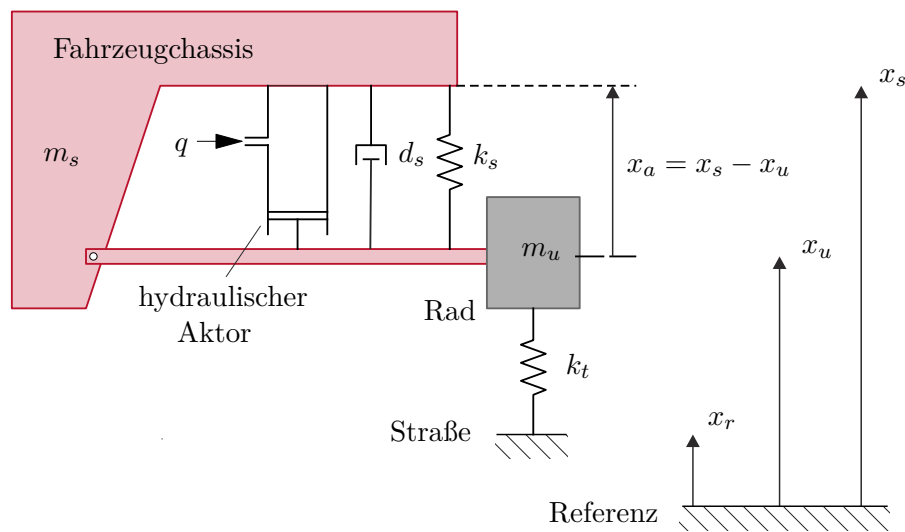 Fahrzeugchassis
m_s
q
d_s
k_s
x_a = x_s − x_u
x_s
x_u
m_u
hydraulischer
Aktor
Rad
k_t
Straße
x_r
Referenz